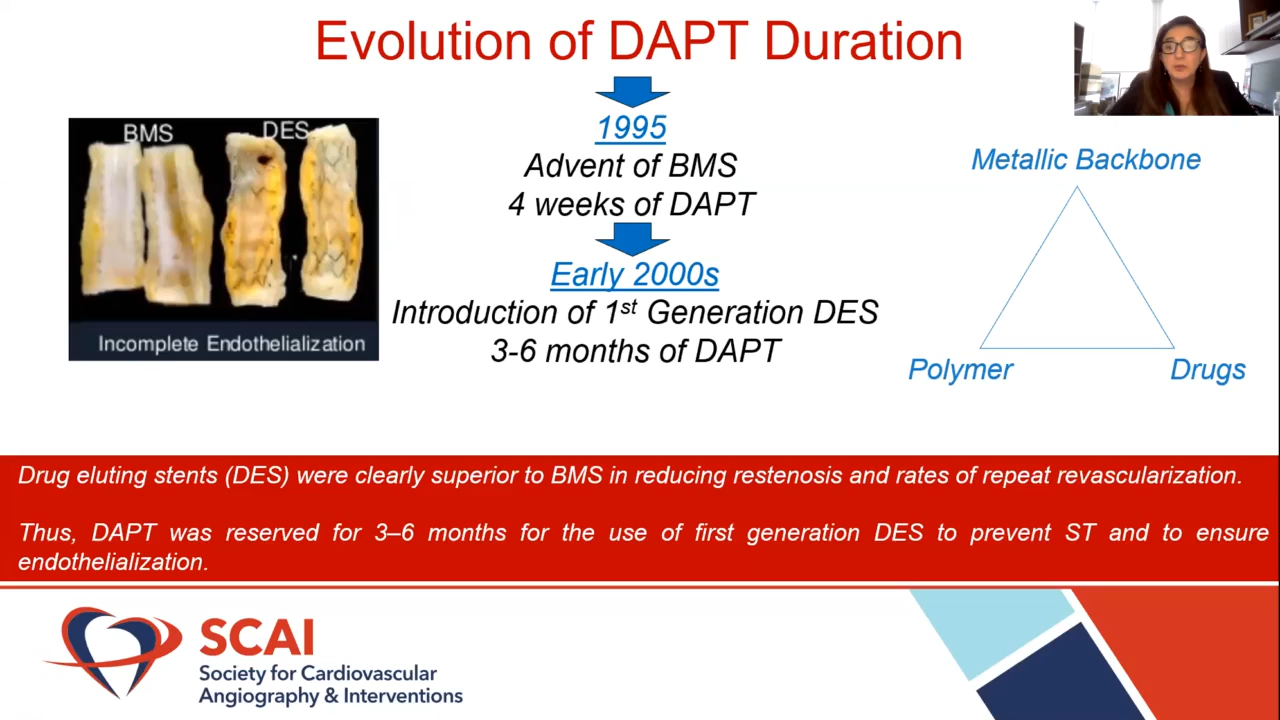 Evolution of DAPT Duration
1995
Advent of BMS
4 weeks of DAPT
Early 2000s
Introduction of 1st Generation DES
3-6 months of DAPT
BMS DES
Incomplete Endothelialization
Metallic Backbone
Polymer Drugs
Drug eluting stents (DES) were clearly superior to BMS in reducing restenosis and rates of repeat revascularization.
Thus, DAPT was reserved for 3–6 months for the use of first generation DES to prevent ST and to ensure
endothelialization.
SCAI
Society for Cardiovascular
Angiography & Interventions